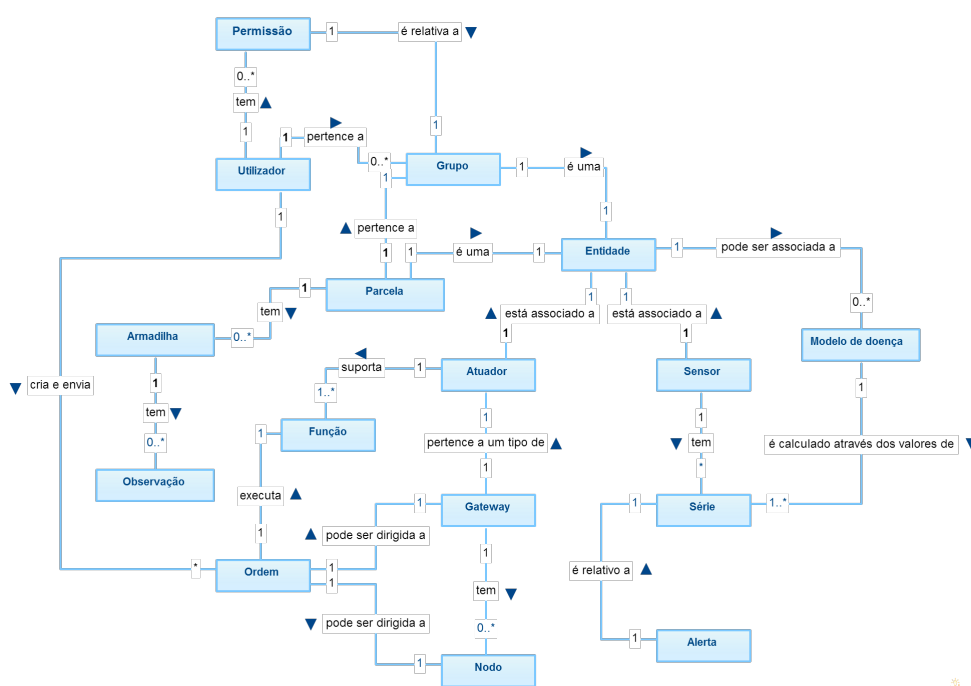 Permissão
1
é relativa a
0..*
tem
1
1
1
pertence a
0..*
Grupo
1
é uma
Utilizador
1
1
1
pertence a
1
Entidade
1
pode ser associada a
1
1
é uma
1
Parcela
1
tem
0..*
Armadilha
1
está associado a
1
1
está associado a
1
0..*
Modelo de doença
1
suporta
1..*
Atuador
Sensor
cria e envia
1
tem
0..*
Observação
Função
1
1
pertence a um tipo de
1
1
tem
*
1
é calculado através dos valores de
executa
1
Gateway
1
pode ser dirigida a
1
Série
1..*
1
*
Ordem
1
1
pode ser dirigida a
1
1
tem
0..*
Nodo
é relativo a
1
Alerta